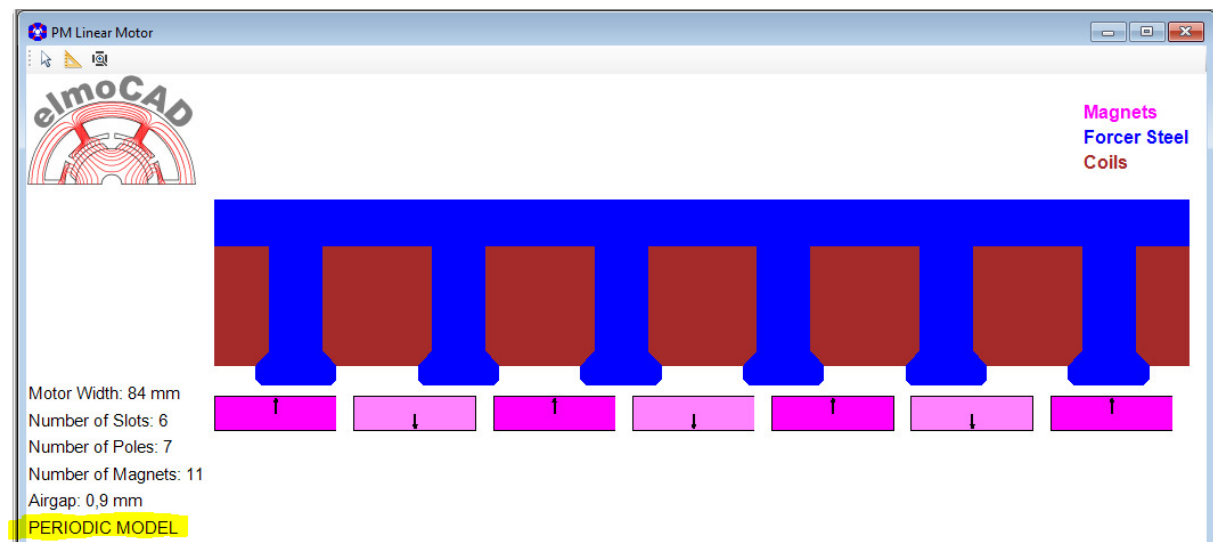 PM Linear Motor
elmoCAD
Magnets
Forcer Steel
Coils
Motor Width: 84 mm
Number of Slots: 6
Number of Poles: 7
Number of Magnets: 11
Airgap: 0,9 mm
PERIODIC MODEL